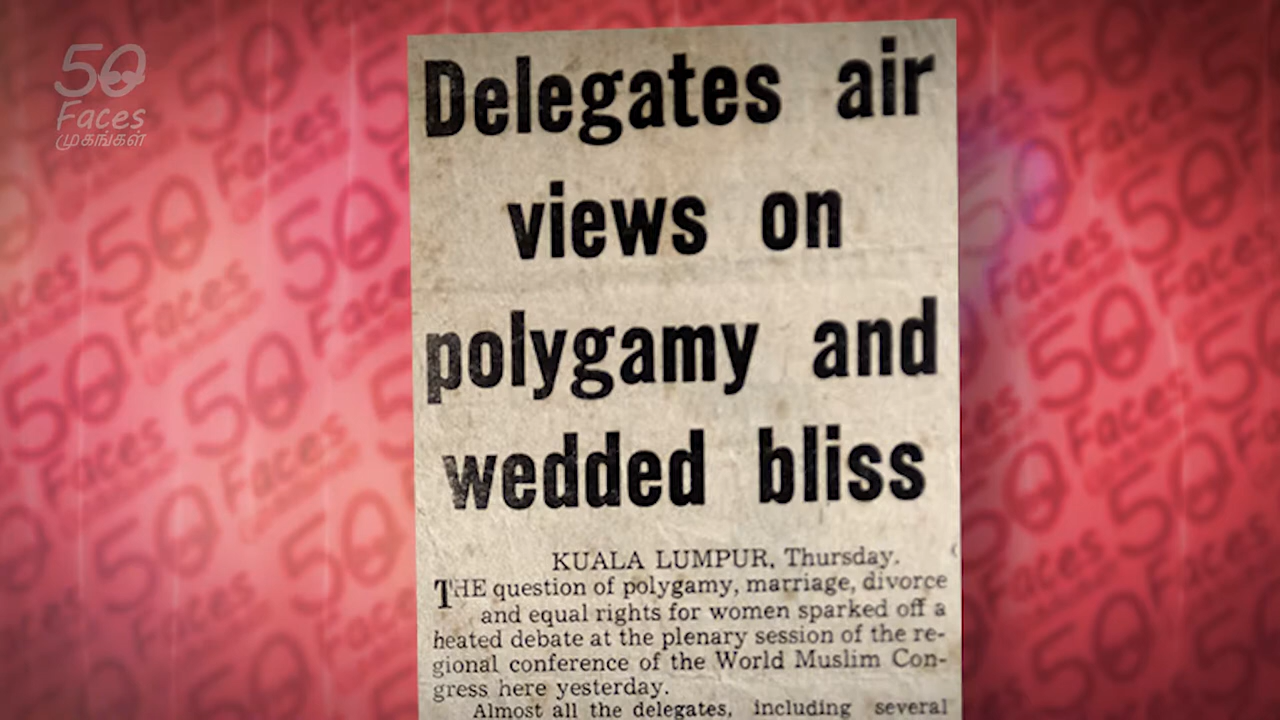 50
Faces
முகங்கள்
Delegates air
views on
polygamy and
wedded bliss
KUALA LUMPUR, Thursday.
THE question of polygamy, marriage, divorce
and equal rights for women sparked off a
heated debate at the plenary session of the re-
gional conference of the World Muslim Con-
gress here yesterday.
Almost all the delegates, including several